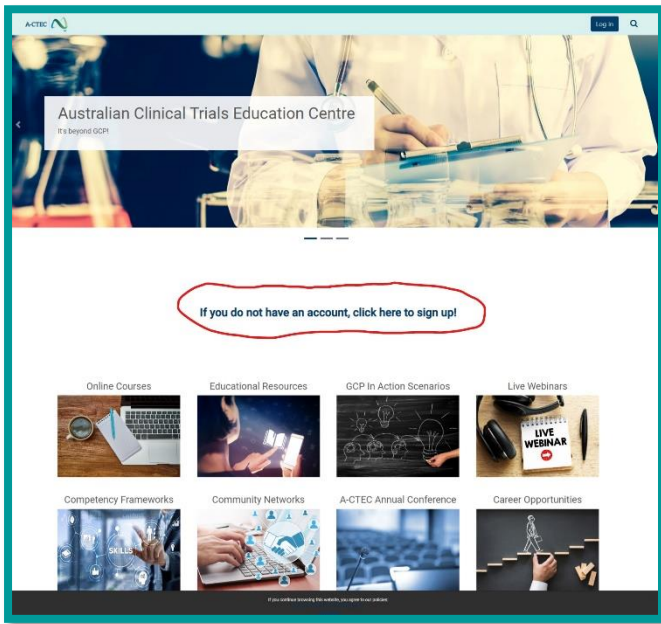 A-CTEC
Log in
Australian Clinical Trials Education Centre
It's beyond GCP!
If you do not have an account, click here to sign up!
Online Courses
Educational Resources
GCP In Action Scenarios
Live Webinars
LIVE
WEBINAR
Competency Frameworks
Community Networks
A-CTEC Annual Conference
Career Opportunities
SKILLS
If you continue browsing this website, you agree to our policies